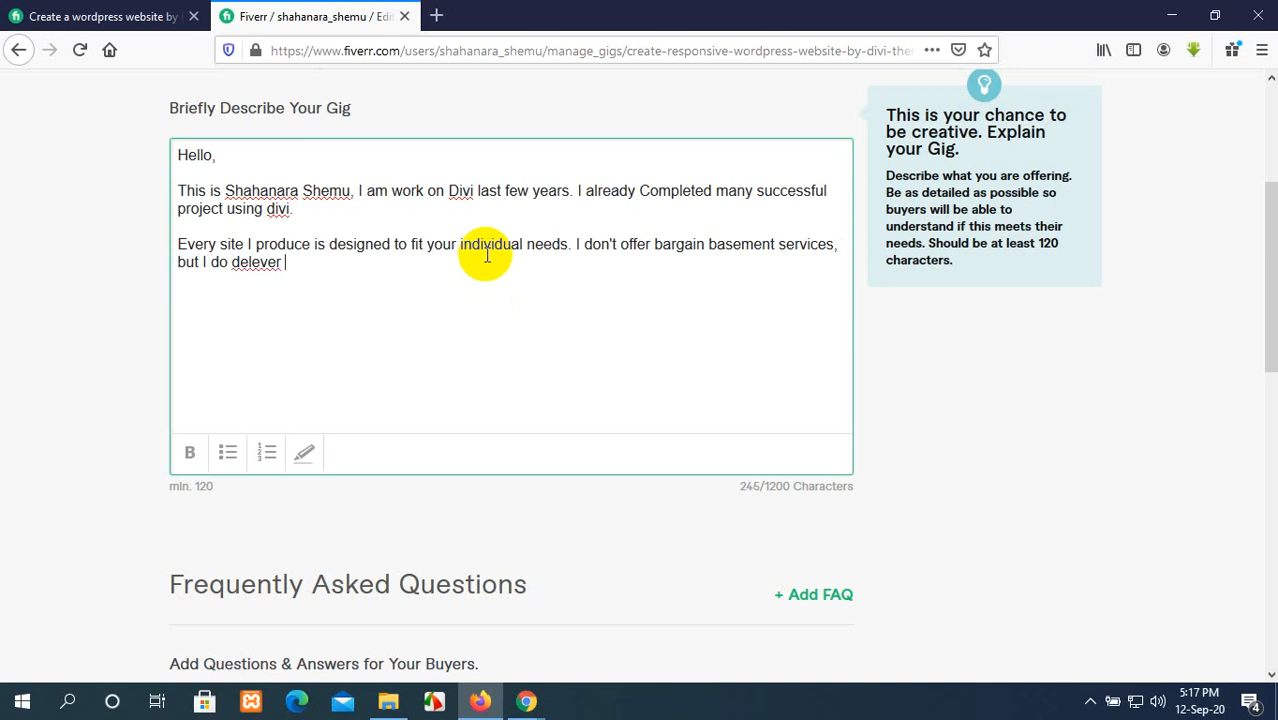 Create a wordpress website by
Fiverr / shahanara_shemu / Edi
https://www.fiverr.com/users/shahanara_shemu/manage_gigs/create-responsive-wordpress-website-by-divi-the
Briefly Describe Your Gig
Hello,
This is Shahanara Shemu, I am work on Divi last few years. I already Completed many successful
project using divi.
Every site I produce is designed to fit your individual needs. I don't offer bargain basement services,
but I do delever
B
min. 120
245/1200 Characters
This is your chance to
be creative. Explain
your Gig.
Describe what you are offering.
Be as detailed as possible so
buyers will be able to
understand if this meets their
needs. Should be at least 120
characters.
Frequently Asked Questions
+ Add FAQ
Add Questions & Answers for Your Buyers.
5:17 PM
12-Sep-20
4